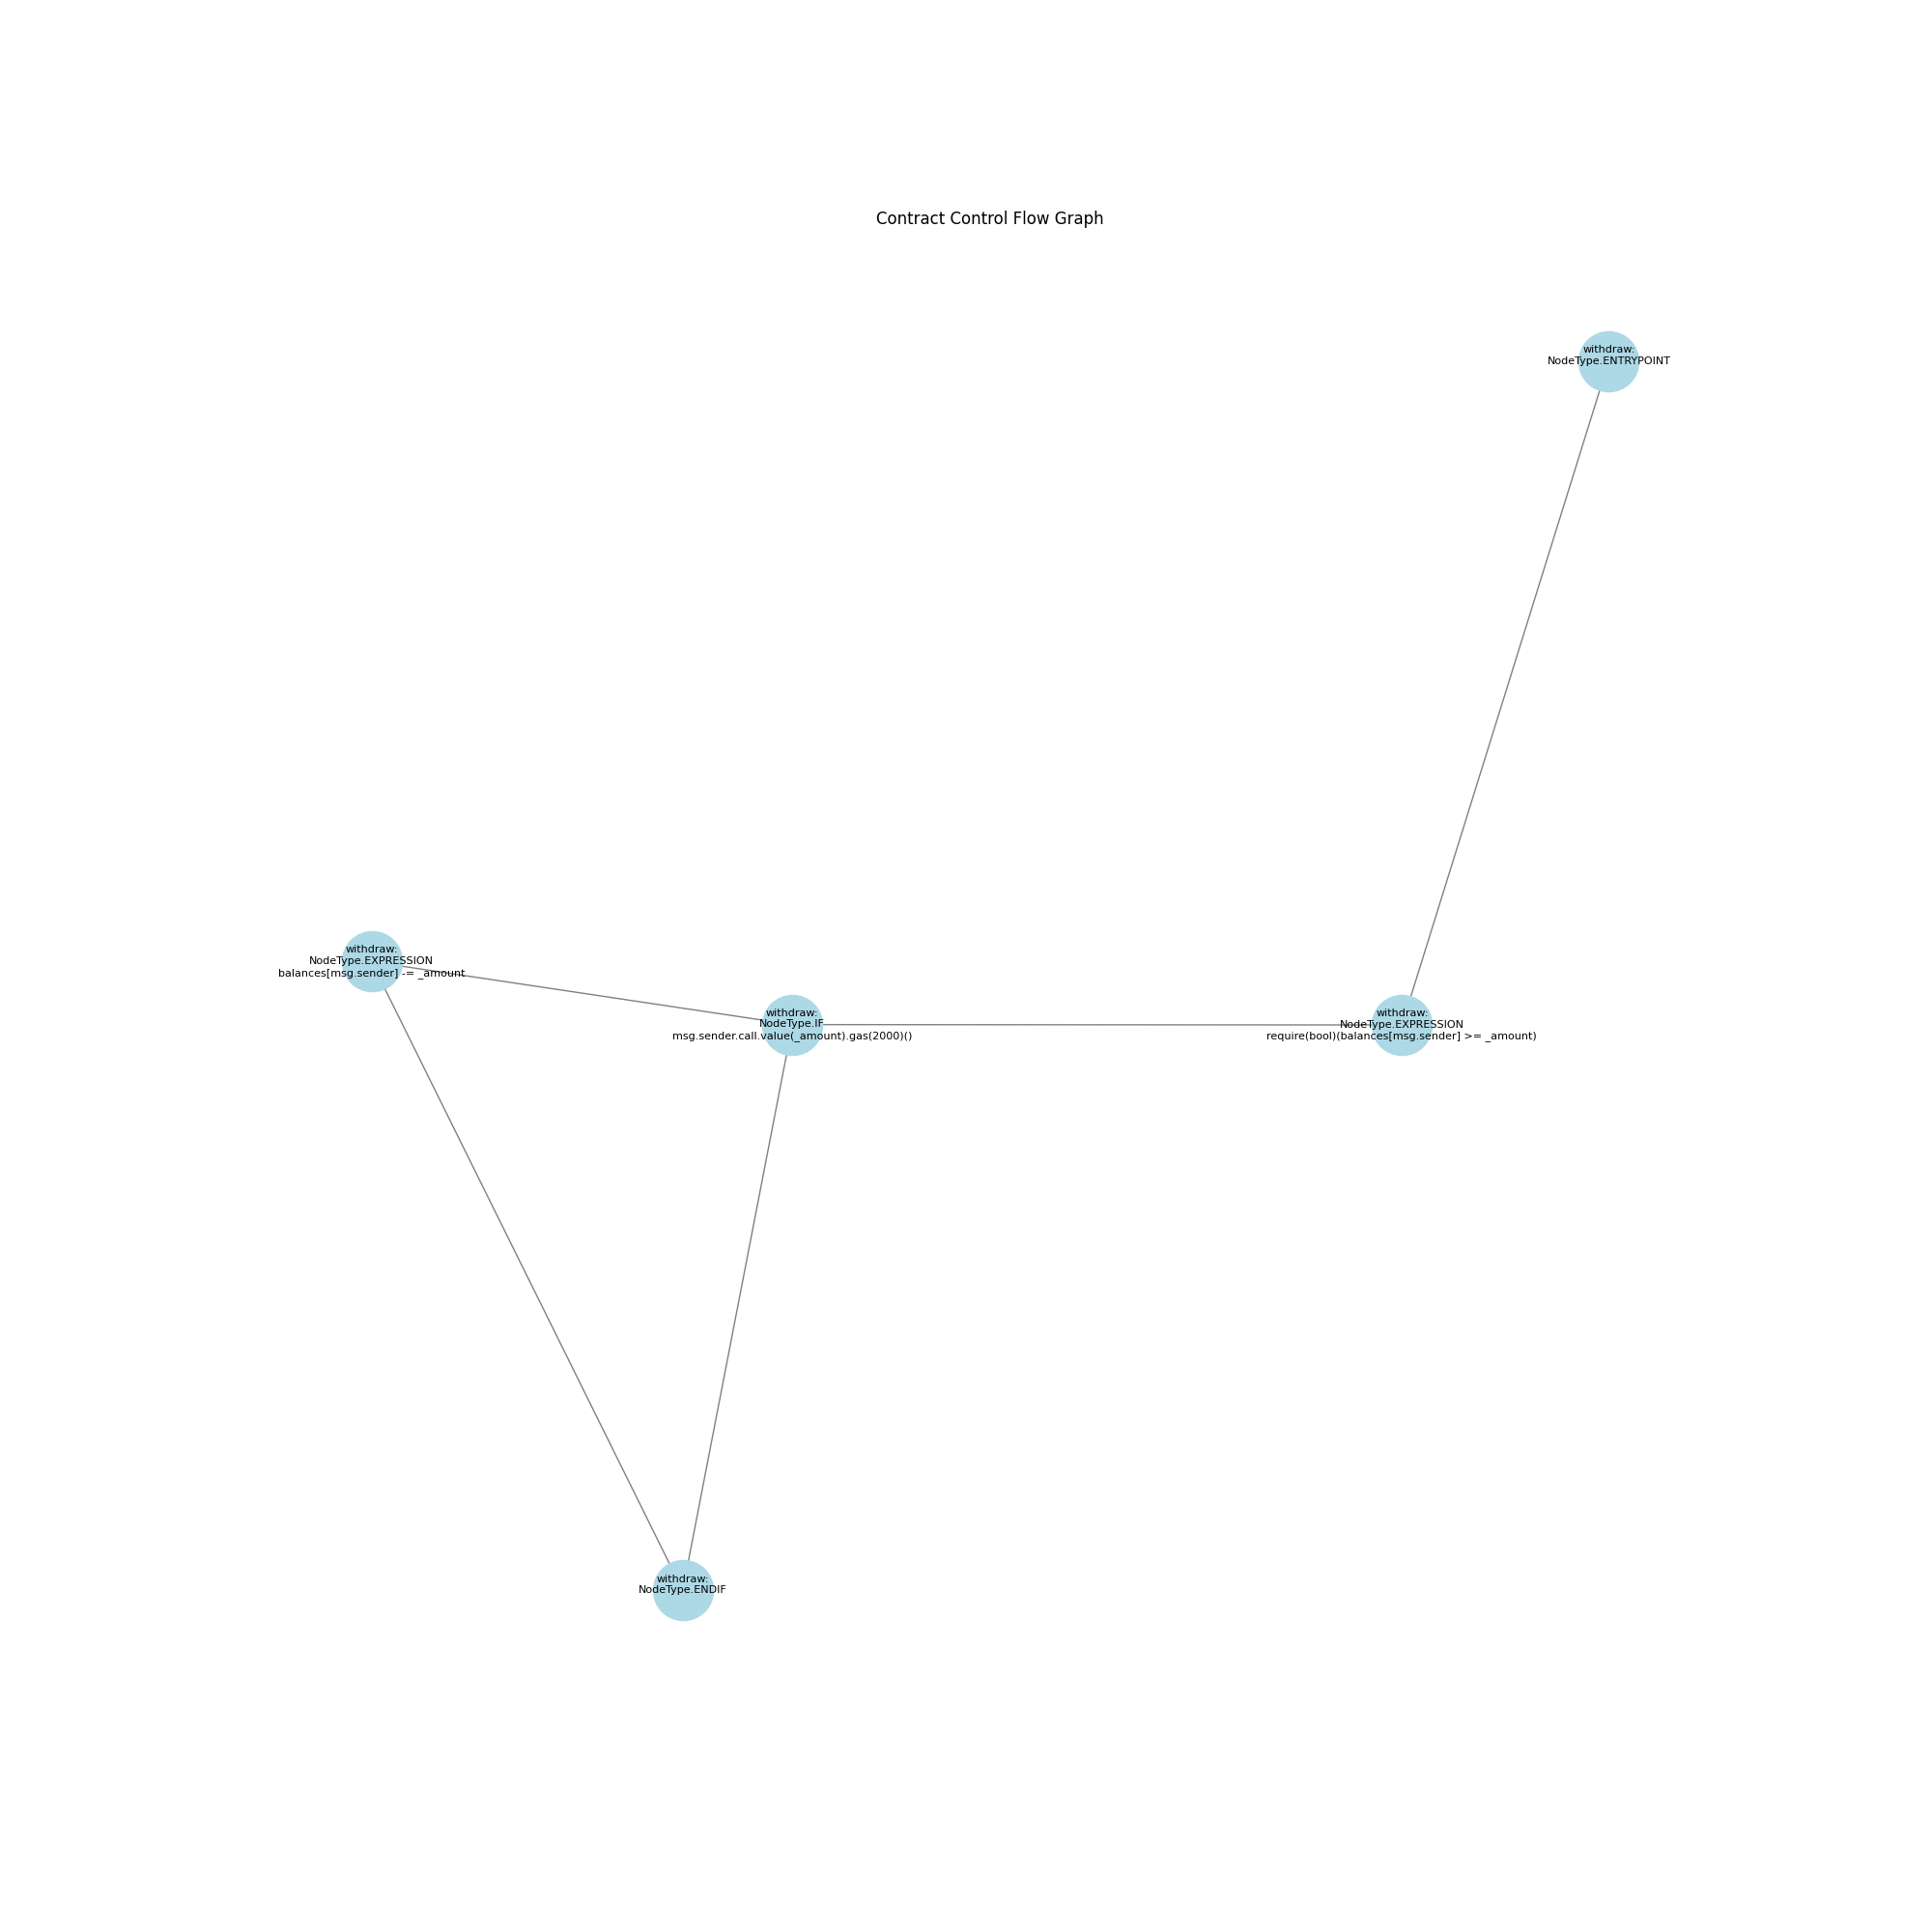 Contract Control Flow Graph
withdraw:
NodeType.ENTRYPOINT
withdraw:
NodeType.EXPRESSION
balances[msg.sender] -= _amount
withdraw:
NodeType.IF
msg.sender.call.value(_amount).gas(2000)()
withdraw:
NodeType.EXPRESSION
require(bool)(balances[msg.sender] >= _amount)
withdraw:
NodeType.ENDIF